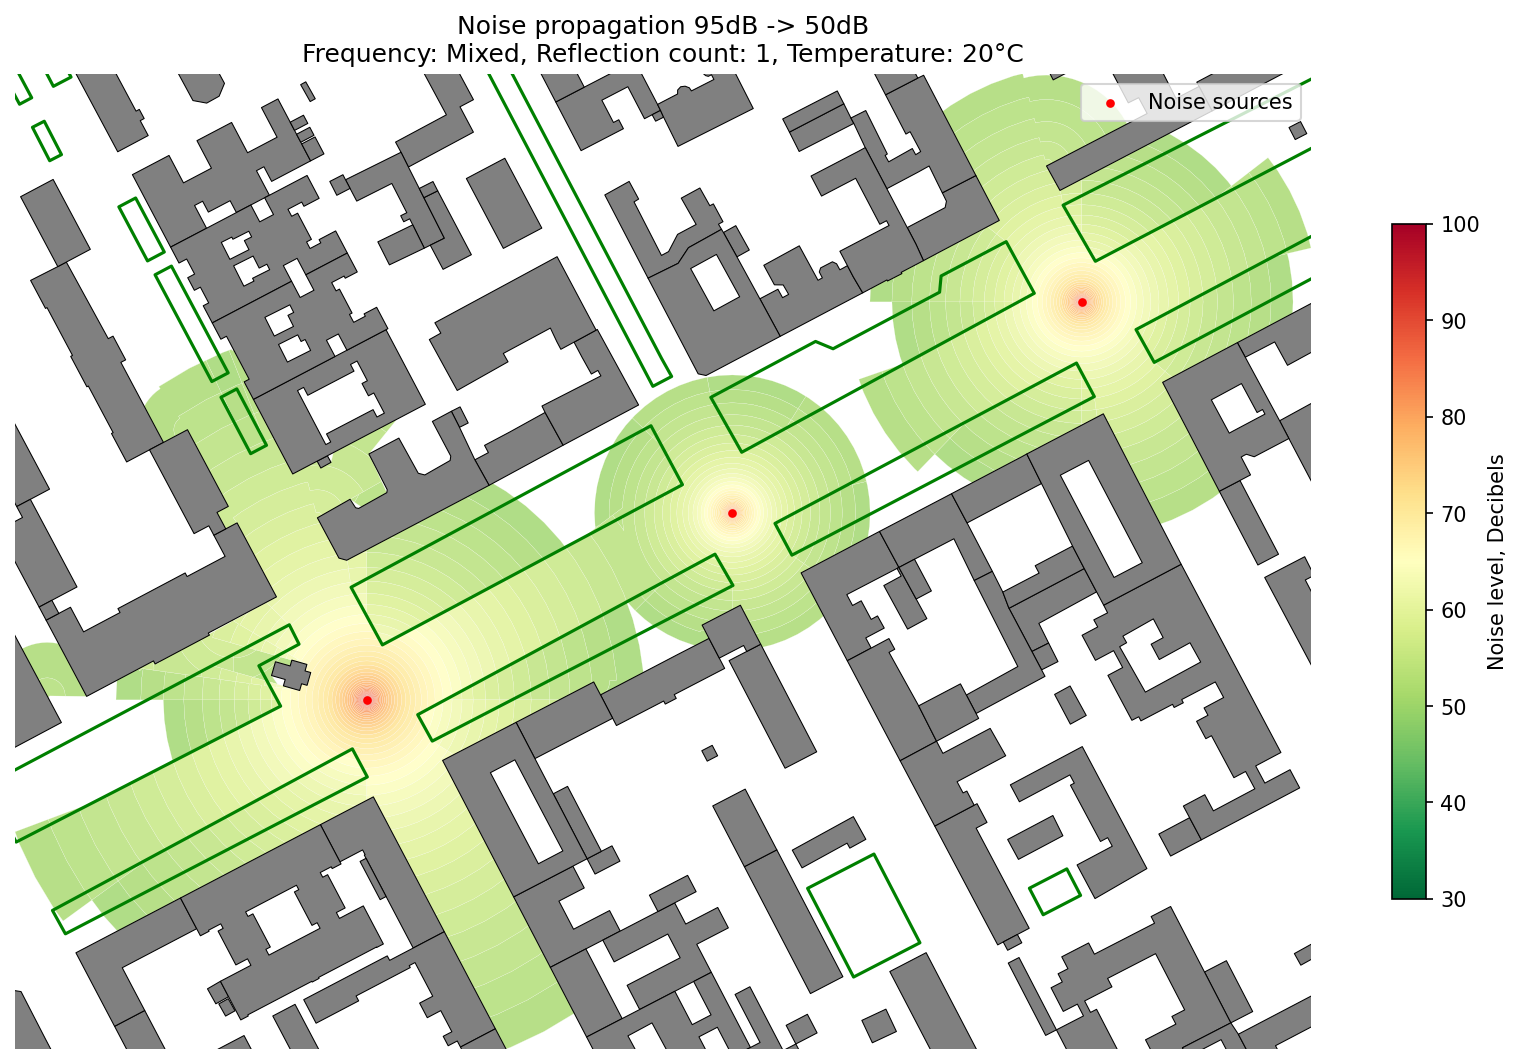 Noise propagation 95dB -> 50dB
Frequency: Mixed, Reflection count: 1, Temperature: 20°C
Noise sources
100
90
80
70
60
50
40
30
Noise level, Decibels